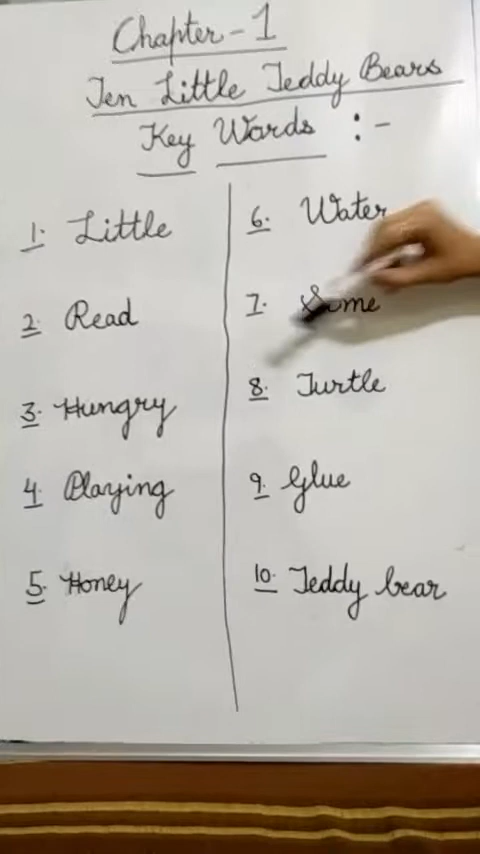 Chapter - 1
Ten Little Teddy Bears
Key Words :-
1. Little
2. Read
3. Hungry
4. Playing
5. Honey
6. Water
7. Some
8. Turtle
9. Glue
10. Teddy bear